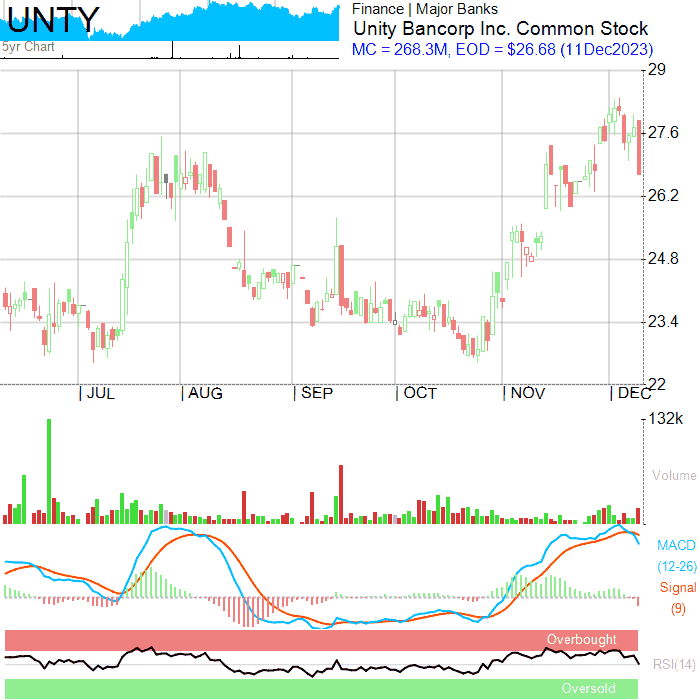 UNTY
5yr Chart
Finance | Major Banks
Unity Bancorp Inc. Common Stock
MC = 268.3M, EOD = $26.68 (11Dec2023)
29
27.6
26.2
24.8
23.4
22
| JUL | AUG | SEP | OCT | NOV | DEC
132k
Volume
MACD
(12-26)
Signal
(9)
Overbought
RSI(14)
Oversold